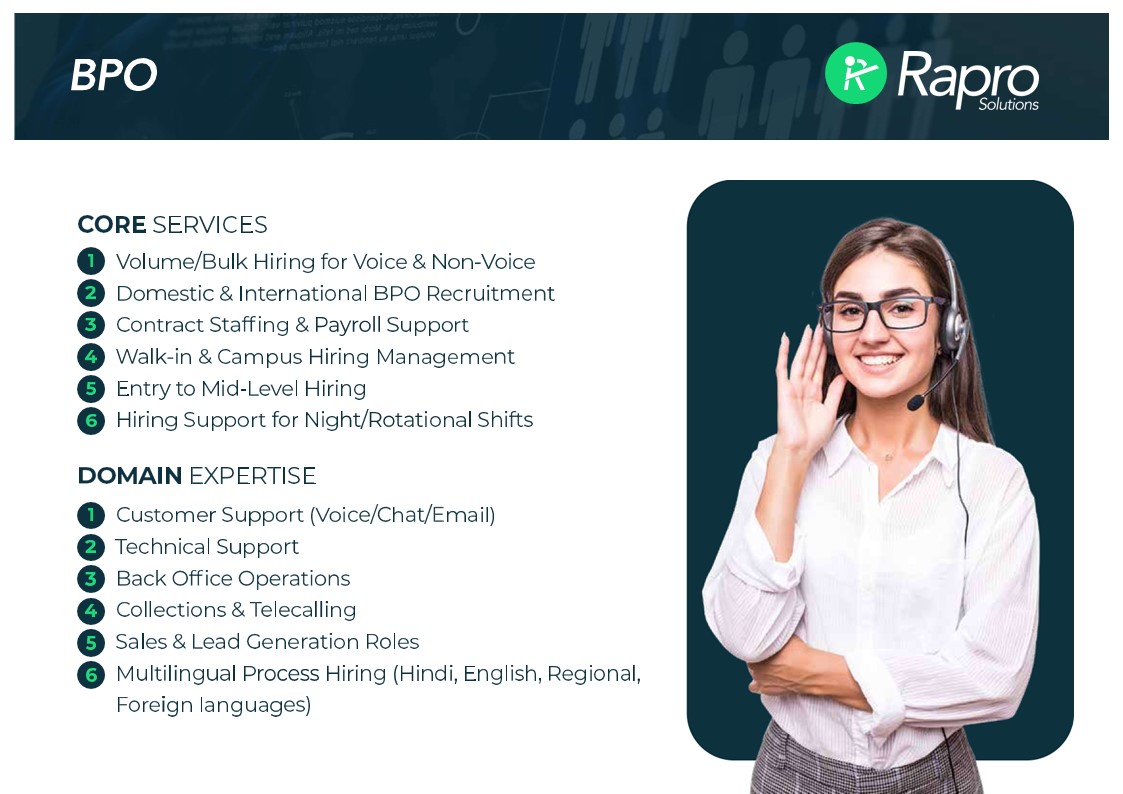 BPO
Rapro
Solutions
CORE SERVICES
1 Volume/Bulk Hiring for Voice & Non-Voice
2 Domestic & International BPO Recruitment
3 Contract Staffing & Payroll Support
4 Walk-in & Campus Hiring Management
5 Entry to Mid-Level Hiring
6 Hiring Support for Night/Rotational Shifts
DOMAIN EXPERTISE
1 Customer Support (Voice/Chat/Email)
2 Technical Support
3 Back Office Operations
4 Collections & Telecalling
5 Sales & Lead Generation Roles
6 Multilingual Process Hiring (Hindi, English, Regional,
Foreign languages)